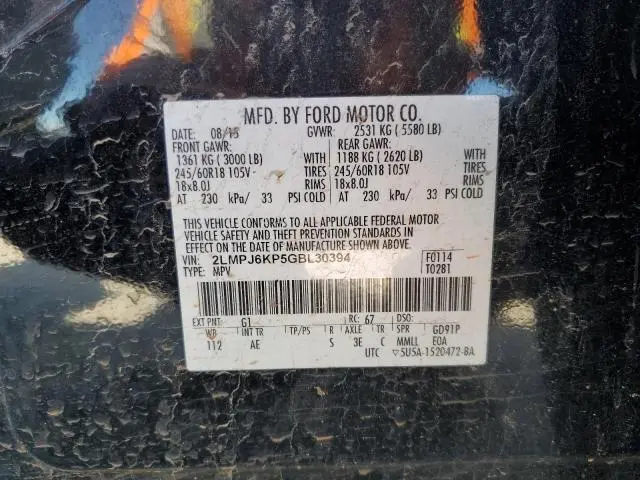 MFD. BY FORD MOTOR CO.
DATE: 08/15 GVWR: 2531 KG ( 5580 LB)
FRONT GAWR: REAR GAWR:
1361 KG ( 3000 LB) WITH 1188 KG ( 2620 LB) WITH
245/60R18 105V TIRES 245/60R18 105V TIRES
18x8.0J RIMS 18x8.0J RIMS
AT 230 kPa/ 33 PSI COLD AT 230 kPa/ 33 PSI COLD
THIS VEHICLE CONFORMS TO ALL APPLICABLE FEDERAL MOTOR
VEHICLE SAFETY AND THEFT PREVENTION STANDARDS IN
EFFECT ON THE DATE OF MANUFACTURE SHOWN ABOVE.
VIN: 2LMPJ6KP5GBL30394 F0114
TYPE: MPV T0281
EXT PNT: G1 RC: 67 DSO:
WB INT TR TP/PS R AXLE TR SPR GD91P
112 AE S 3E C MMLL EOA
UTC ▽5U5A-1520472-BA